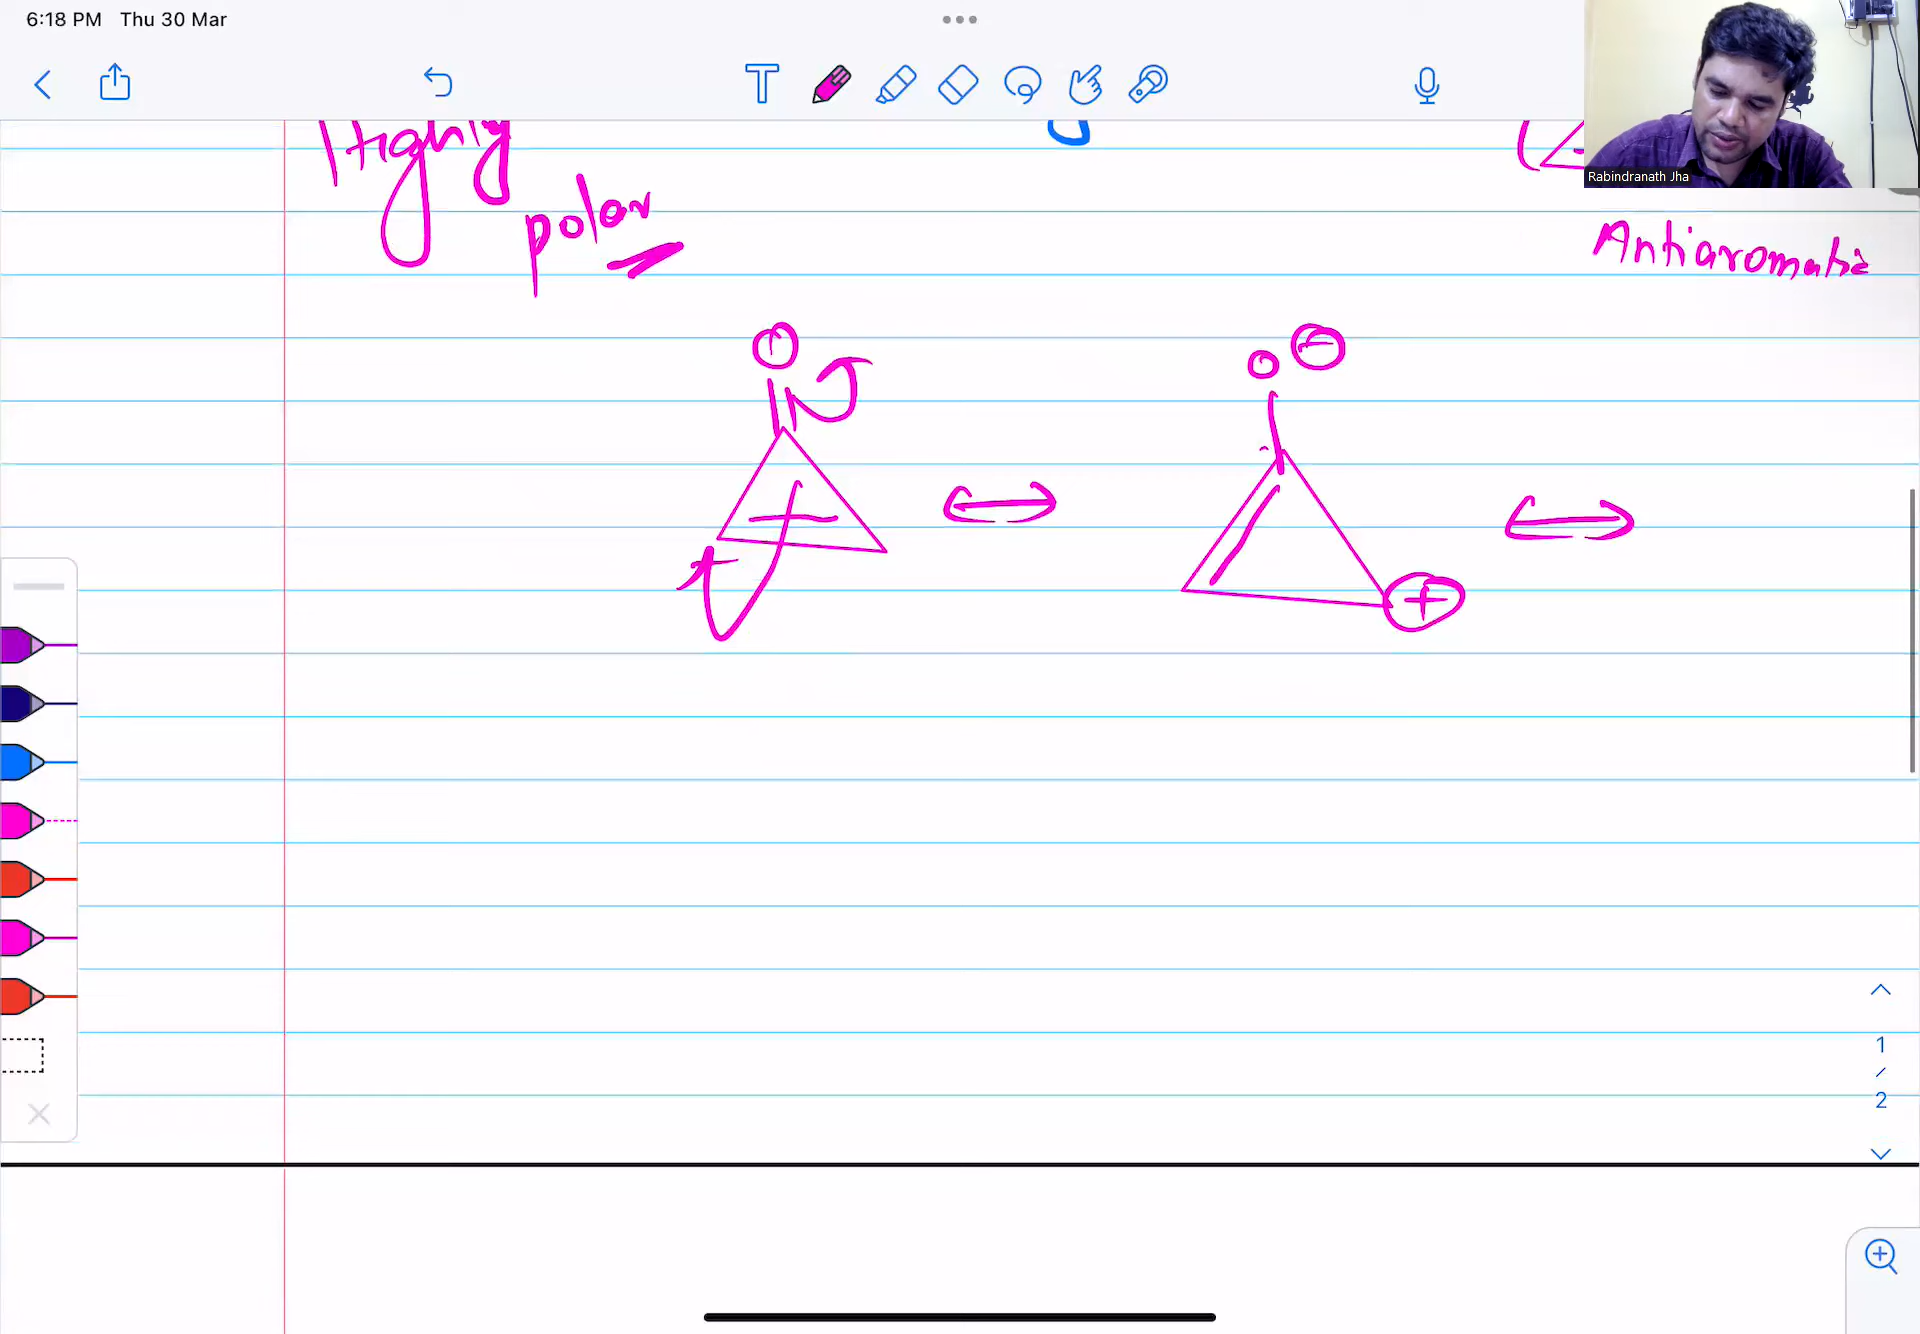 6:18 PM Thu 30 Mar
T
Rabindranath Jha
Highly
polar
Antiaromatic
O
O ⊖
+
1
/
2